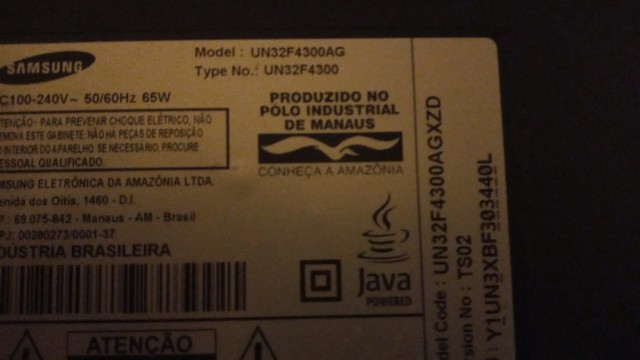 SAMSUNG
Model : UN32F4300AG
Type No.: UN32F4300
C100-240V~ 50/60Hz 65W
TENÇÃO: PARA PREVENIR CHOQUE ELÉTRICO, NÃO
EMOVA ESTE GABINETE. NÃO HÁ PEÇAS DE REPOSIÇÃO
INTERIOR DO APARELHO. SE NECESSÁRIO, PROCURE
ESSOAL QUALIFICADO.
PRODUZIDO NO
PÓLO INDUSTRIAL
DE MANAUS
CONHEÇA A AMAZÔNIA
MSUNG ELETRÔNICA DA AMAZÔNIA LTDA.
enida dos Oitis, 1460 - D.I.
P.: 69.075-842 - Manaus - AM - Brasil
PJ: 00280273/0001-37
DÚSTRIA BRASILEIRA
Java
POWERED
ATENÇÃO
del Code : UN32F4300AGXZD
rsion No : TS02
: Y1UN3XBF303440L